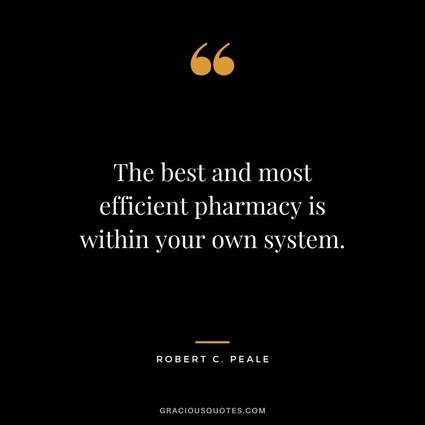 “
The best and most
efficient pharmacy is
within your own system.
ROBERT C. PEALE
GRACIOUSQUOTES.COM